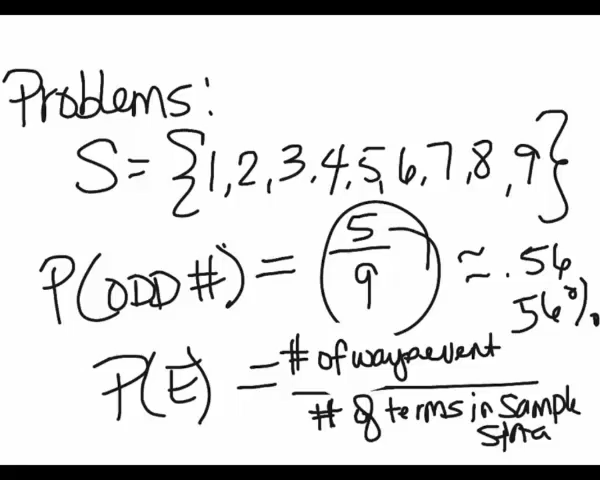 Problems:
S = {1,2,3,4,5,6,7,8,9}
P(ODD #) = 5/9 ≈ .56
56%
P(E) = # of ways event
# of terms in sample